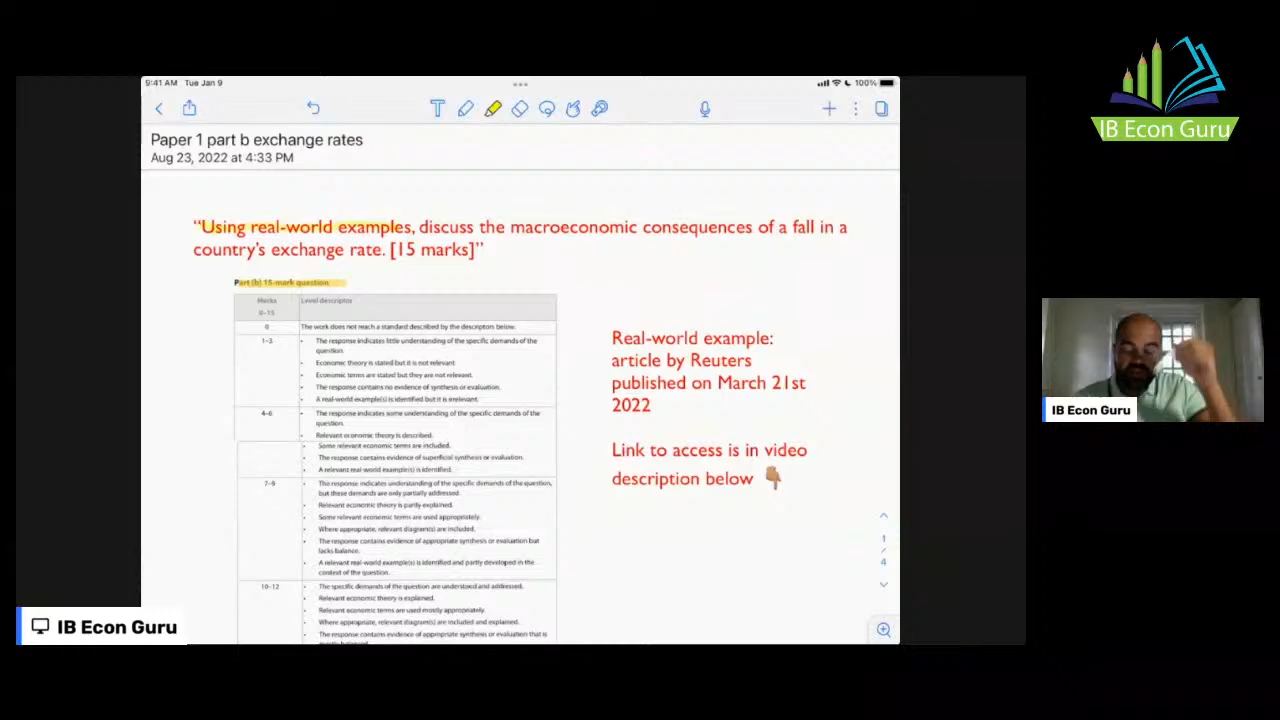 9:41 AM Tue Jan 9
100%
IB Econ Guru
Paper 1 part b exchange rates
Aug 23, 2022 at 4:33 PM
“Using real-world examples, discuss the macroeconomic consequences of a fall in a
country’s exchange rate. [15 marks]”
Part (b) 15-mark question
Marks
Level descriptor
0–15
0
The work does not reach a standard described by the descriptors below.
1–3
• The response indicates little understanding of the specific demands of the
question.
• Economic theory is stated but it is not relevant.
• Economic terms are stated but they are not relevant.
• The response contains no evidence of synthesis or evaluation.
• A real-world example(s) is identified but it is irrelevant.
4–6
• The response indicates some understanding of the specific demands of the
question.
• Relevant economic theory is described.
• Some relevant economic terms are included.
• The response contains evidence of superficial synthesis or evaluation.
• A relevant real-world example(s) is identified.
7–9
• The response indicates understanding of the specific demands of the question,
but these demands are only partially addressed.
• Relevant economic theory is partly explained.
• Some relevant economic terms are used appropriately.
• Where appropriate, relevant diagram(s) are included.
• The response contains evidence of appropriate synthesis or evaluation but
lacks balance.
• A relevant real-world example(s) is identified and partly developed in the
context of the question.
10–12
• The specific demands of the question are understood and addressed.
• Relevant economic theory is explained.
• Relevant economic terms are used mostly appropriately.
• Where appropriate, relevant diagram(s) are included and explained.
• The response contains evidence of appropriate synthesis or evaluation that is
Real-world example:
article by Reuters
published on March 21st
2022
Link to access is in video
description below
1
/
4
IB Econ Guru
IB Econ Guru